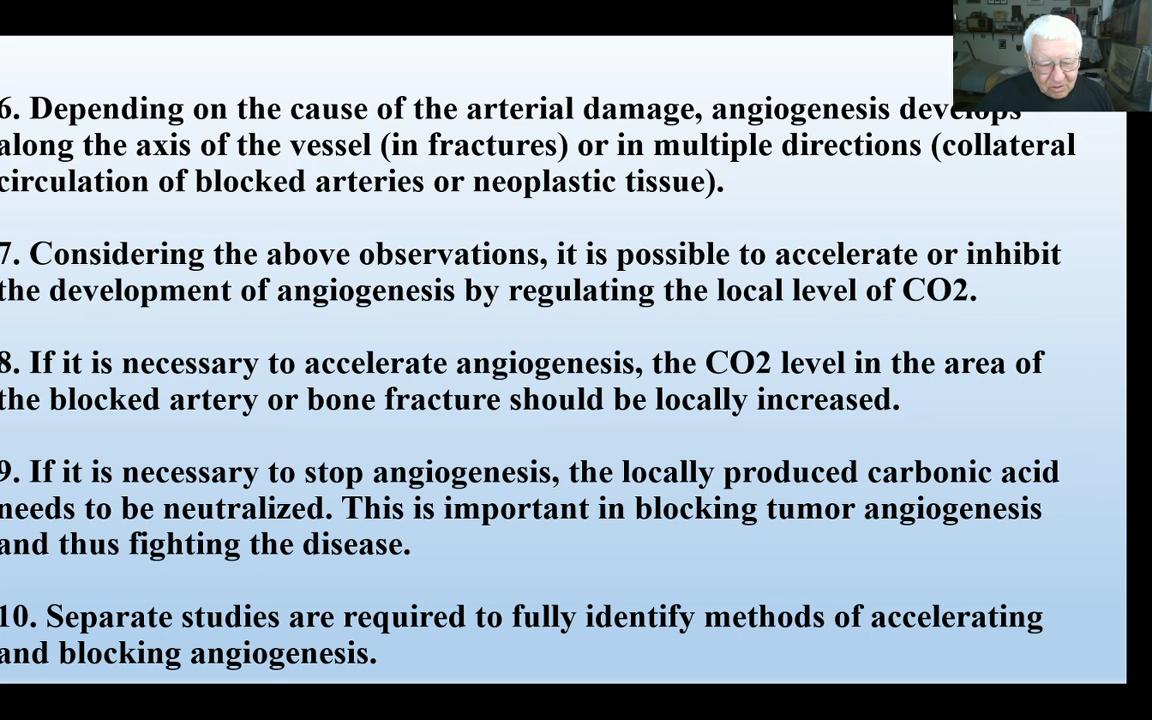 6. Depending on the cause of the arterial damage, angiogenesis develops
along the axis of the vessel (in fractures) or in multiple directions (collateral
circulation of blocked arteries or neoplastic tissue).
7. Considering the above observations, it is possible to accelerate or inhibit
the development of angiogenesis by regulating the local level of CO2.
8. If it is necessary to accelerate angiogenesis, the CO2 level in the area of
the blocked artery or bone fracture should be locally increased.
9. If it is necessary to stop angiogenesis, the locally produced carbonic acid
needs to be neutralized. This is important in blocking tumor angiogenesis
and thus fighting the disease.
10. Separate studies are required to fully identify methods of accelerating
and blocking angiogenesis.